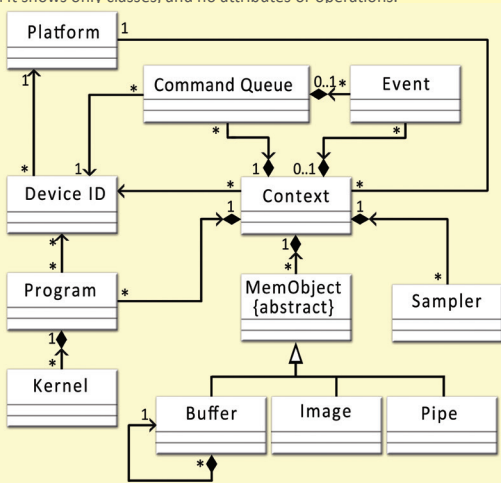 it shows only classes, and no attributes or operations.
Platform
1
1
Command Queue
0..1
*
Event
*
*
*
*
1
1
0..1
Device ID
*
Context
*
1
1
*
*
1
Program
*
*
MemObject
{abstract}
*
Sampler
1
*
Kernel
1
Buffer
Image
Pipe
*